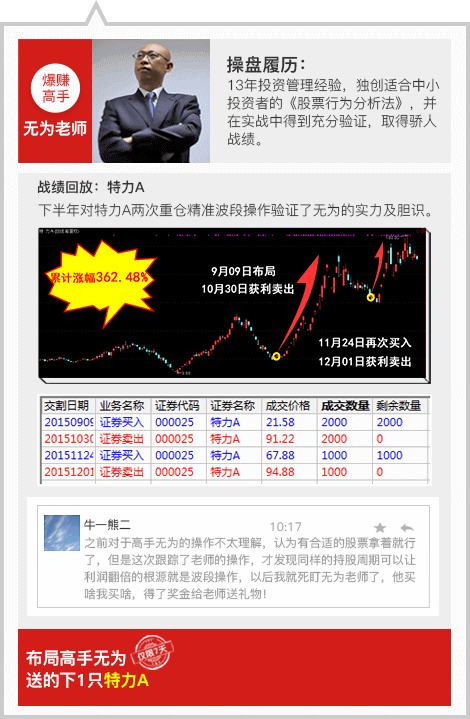 爆赚
高手
无为老师
操盘履历：
13年投资管理经验，独创适合中小
投资者的《股票行为分析法》，并
在实战中得到充分验证，取得骄人
战绩。
战绩回放：特力A
下半年对特力A两次重仓精准波段操作验证了无为的实力及胆识。
累计涨幅362.48%
9月09日布局
10月30日获利卖出
11月24日再次买入
12月01日获利卖出
交割日期 业务名称 证券代码 证券名称 成交价格 成交数量 剩余数量
20150909 证券买入 000025 特力A 21.58 2000 2000
20151030 证券卖出 000025 特力A 91.22 2000 0
20151124 证券买入 000025 特力A 67.88 1000 1000
20151201 证券卖出 000025 特力A 94.88 1000 0
牛一熊二 10:17
之前对于高手无为的操作不太理解，认为有合适的股票拿着就行
了，但是这次跟踪了老师的操作，才发现同样的持股周期可以让
利润翻倍的根源就是波段操作，以后我就死盯无为老师了，他买
啥我买啥，得了奖金给老师送礼物！
布局高手无为
仅限7天
送的下1只特力A